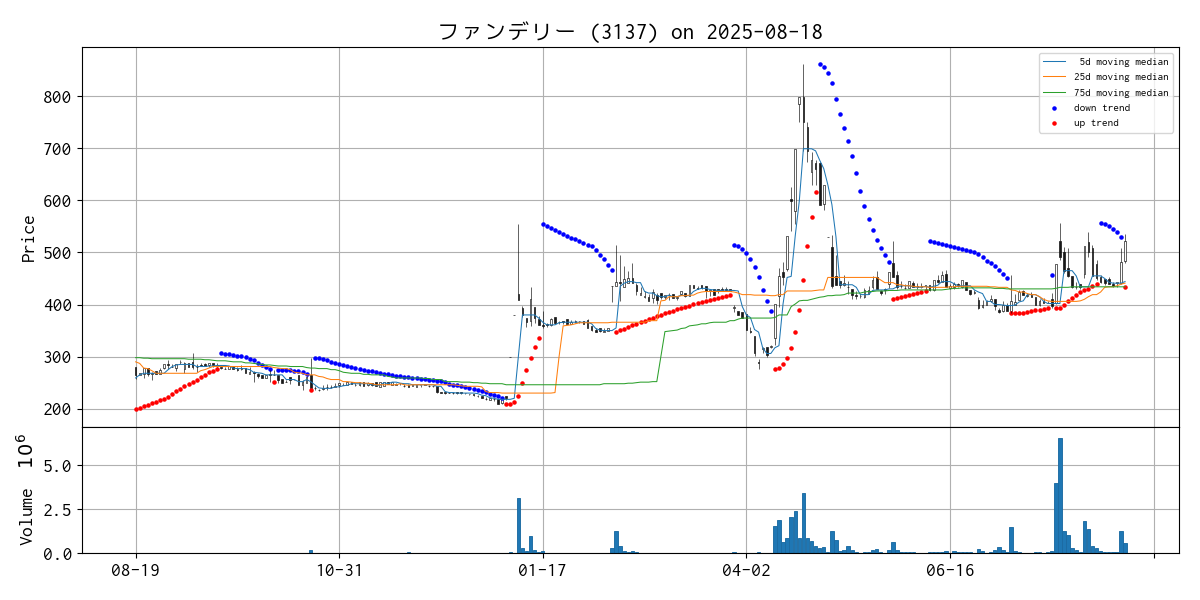 ファンデリー (3137) on 2025-08-18
5d moving median
25d moving median
75d moving median
down trend
up trend
Price
800
700
600
500
400
300
200
Volume 10^6
5.0
2.5
0.0
08-19 10-31 01-17 04-02 06-16